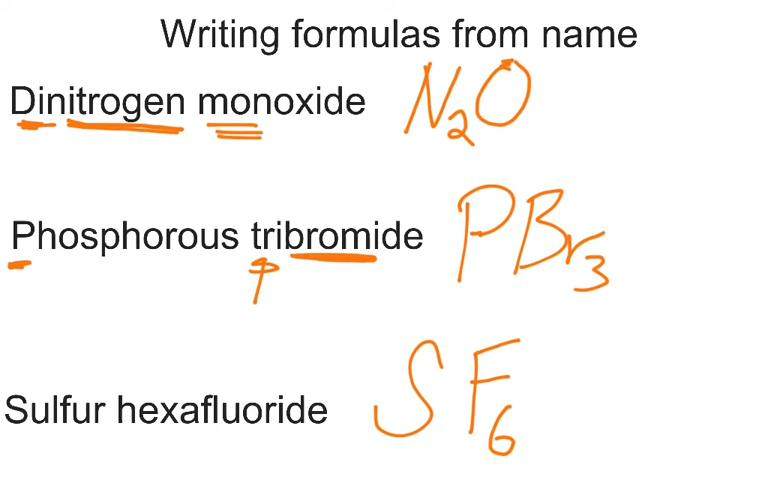 Writing formulas from name
Dinitrogen monoxide N₂O
Phosphorous tribromide PBr₃
Sulfur hexafluoride SF₆